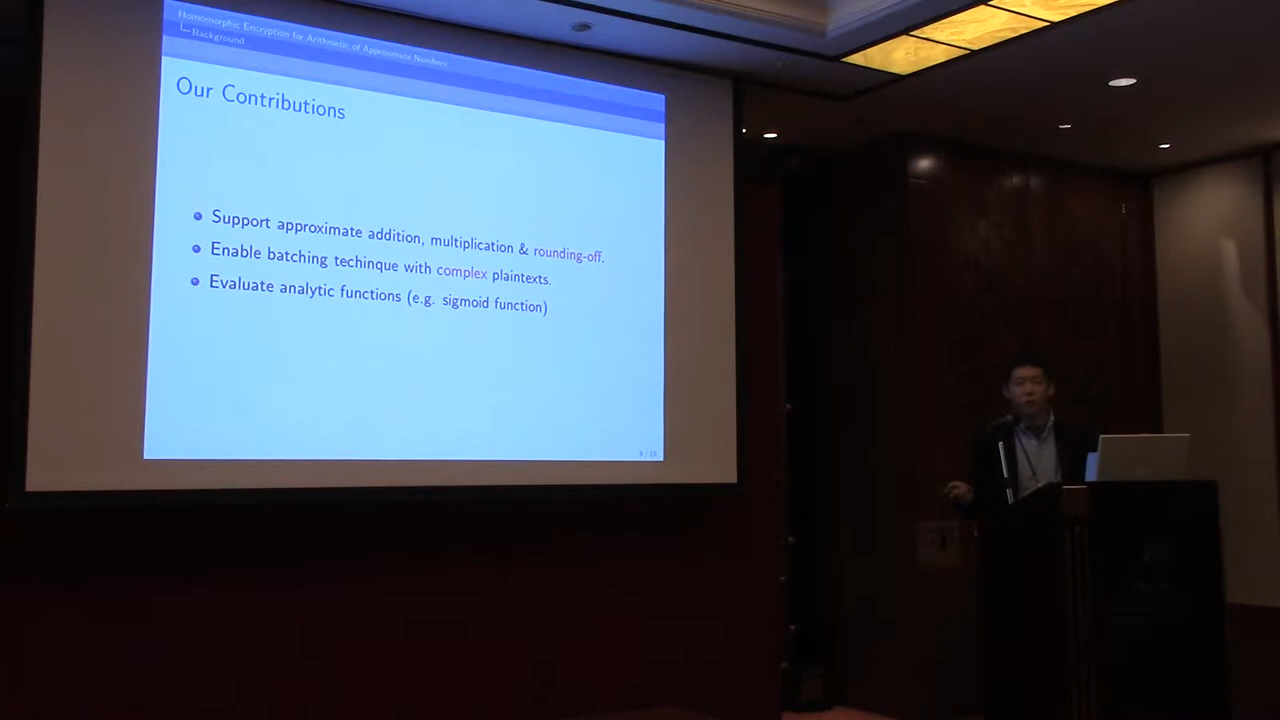 Homomorphic Encryption for Arithmetic of Approximate Numbers
Background
Our Contributions
Support approximate addition, multiplication & rounding-off.
Enable batching techinque with complex plaintexts.
Evaluate analytic functions (e.g. sigmoid function)